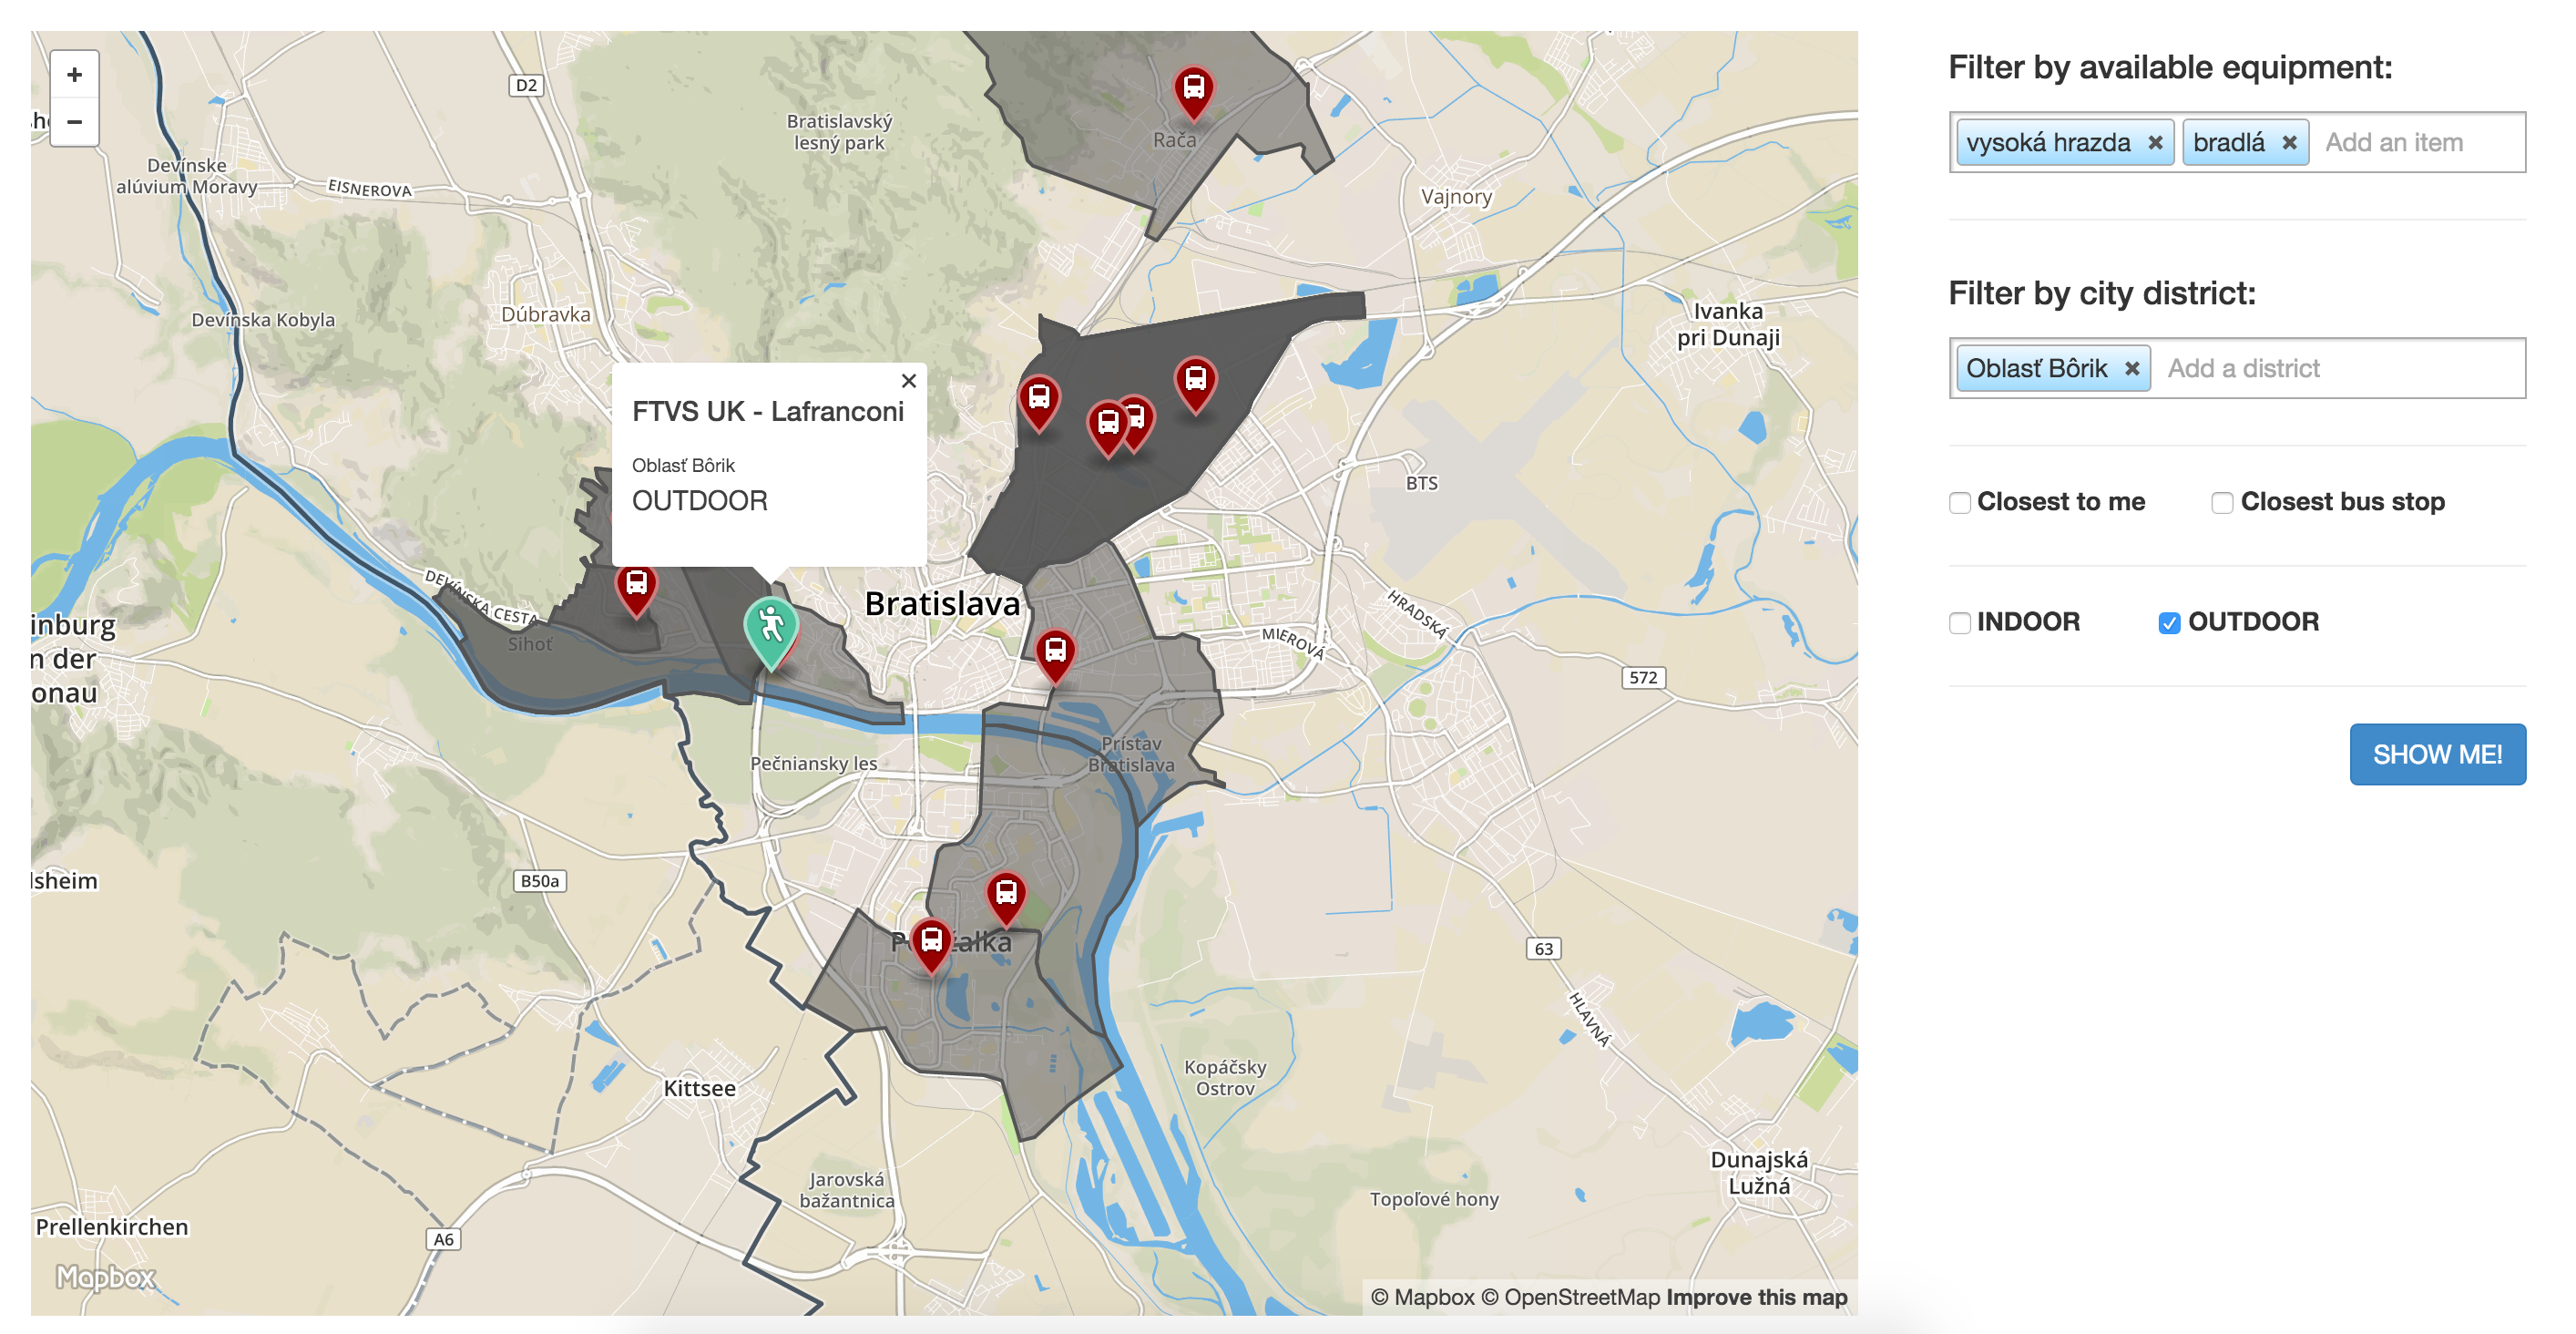 +
−
D2
Bratislavský
lesný park
Rača
Devínske
alúvium Moravy
EISNEROVA
Vajnory
Devínska Kobyla
Dúbravka
Ivanka
pri Dunaji
×
FTVS UK - Lafranconi
Oblasť Bôrik
OUTDOOR
BTS
DEVÍNSKA CESTA
Sihoť
Bratislava
HRADSKÁ
MIEROVÁ
inburg
n der
onau
572
Pečniansky les
Prístav
Bratislava
lsheim
B50a
63
HLAVNÁ
Kittsee
Kopáčsky
Ostrov
Jarovská
bažantnica
Topoľové hony
Dunajská
Lužná
Prellenkirchen
A6
Mapbox
© Mapbox © OpenStreetMap Improve this map
Filter by available equipment:
vysoká hrazda × bradlá × Add an item
Filter by city district:
Oblasť Bôrik × Add a district
Closest to me Closest bus stop
INDOOR OUTDOOR
SHOW ME!